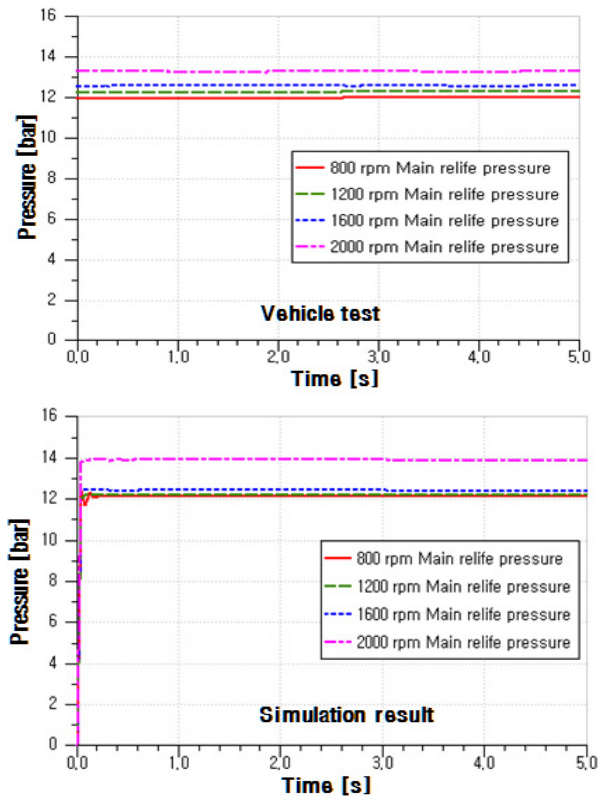 16
14
12
10
8
6
4
2
0
Pressure [bar]
800 rpm Main relife pressure
1200 rpm Main relife pressure
1600 rpm Main relife pressure
2000 rpm Main relife pressure
Vehicle test
0,0 1,0 2,0 3,0 4,0 5,0
Time [s]
16
14
12
10
8
6
4
2
0
Pressure [bar]
800 rpm Main relife pressure
1200 rpm Main relife pressure
1600 rpm Main relife pressure
2000 rpm Main relife pressure
Simulation result
0,0 1,0 2,0 3,0 4,0 5,0
Time [s]